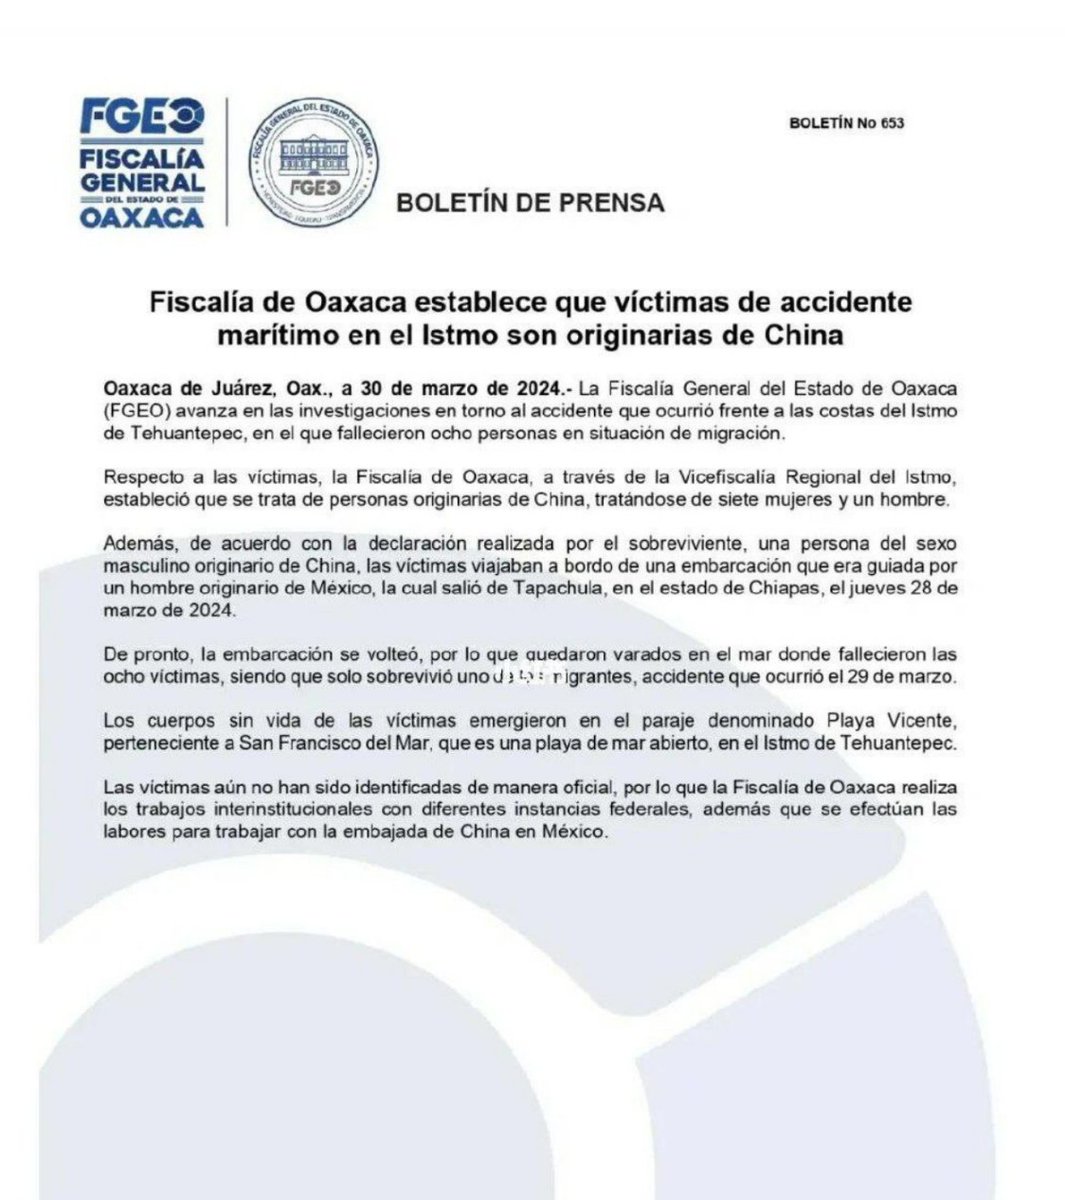 FGEO
FISCALÍA
GENERAL
DEL ESTADO DE
OAXACA
FISCALÍA GENERAL DEL ESTADO DE OAXACA
FGEO
BOLETÍN No 653
BOLETÍN DE PRENSA
Fiscalía de Oaxaca establece que víctimas de accidente
marítimo en el Istmo son originarias de China
Oaxaca de Juárez, Oax., a 30 de marzo de 2024.- La Fiscalía General del Estado de Oaxaca
(FGEO) avanza en las investigaciones en torno al accidente que ocurrió frente a las costas del Istmo
de Tehuantepec, en el que fallecieron ocho personas en situación de migración.
Respecto a las víctimas, la Fiscalía de Oaxaca, a través de la Vicefiscalía Regional del Istmo,
estableció que se trata de personas originarias de China, tratándose de siete mujeres y un hombre.
Además, de acuerdo con la declaración realizada por el sobreviviente, una persona del sexo
masculino originario de China, las víctimas viajaban a bordo de una embarcación que era guiada por
un hombre originario de México, la cual salió de Tapachula, en el estado de Chiapas, el jueves 28 de
marzo de 2024.
De pronto, la embarcación se volteó, por lo que quedaron varados en el mar donde fallecieron las
ocho víctimas, siendo que solo sobrevivió uno migrantes, accidente que ocurrió el 29 de marzo.
Los cuerpos sin vida de las víctimas emergieron en el paraje denominado Playa Vicente,
perteneciente a San Francisco del Mar, que es una playa de mar abierto, en el Istmo de Tehuantepec.
Las víctimas aún no han sido identificadas de manera oficial, por lo que la Fiscalía de Oaxaca realiza
los trabajos interinstitucionales con diferentes instancias federales, además que se efectúan las
labores para trabajar con la embajada de China en México.